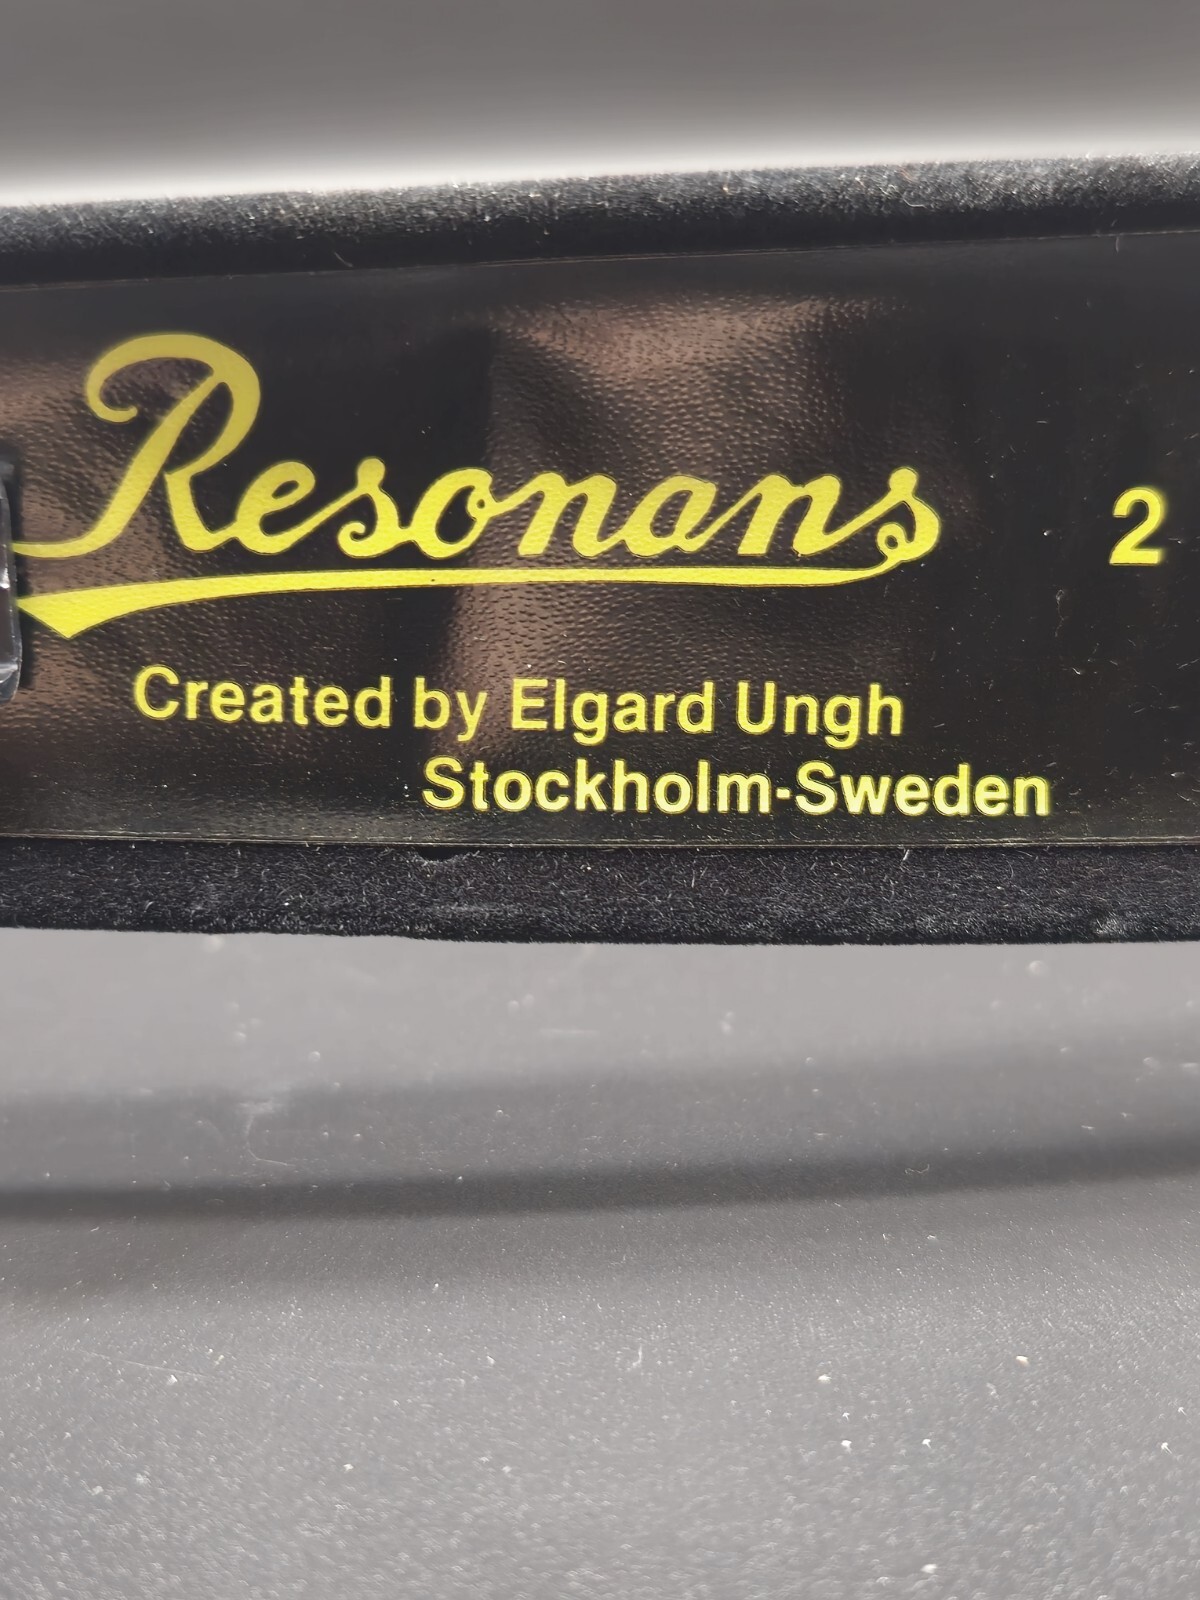 Resonans 2
Created by Elgard Ungh
Stockholm-Sweden